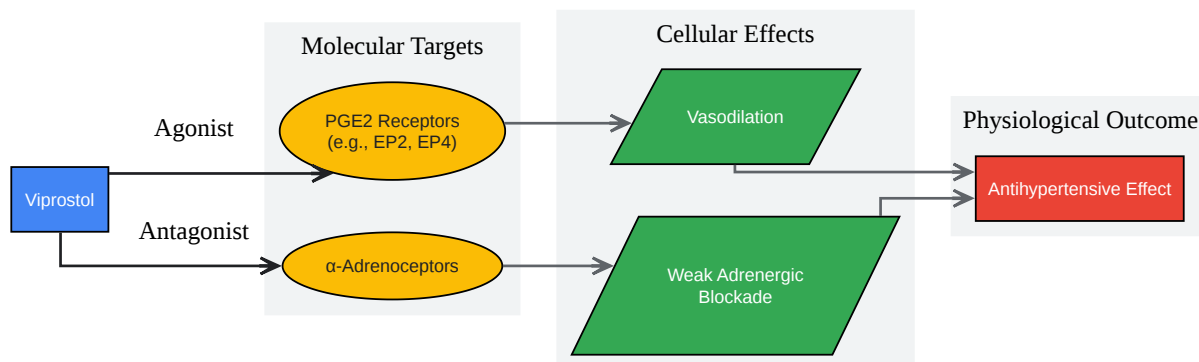 Molecular Targets
Cellular Effects
Physiological Outcome
Agonist
Antagonist
Viprostol
PGE2 Receptors
(e.g., EP2, EP4)
α-Adrenoceptors
Vasodilation
Weak Adrenergic
Blockade
Antihypertensive Effect